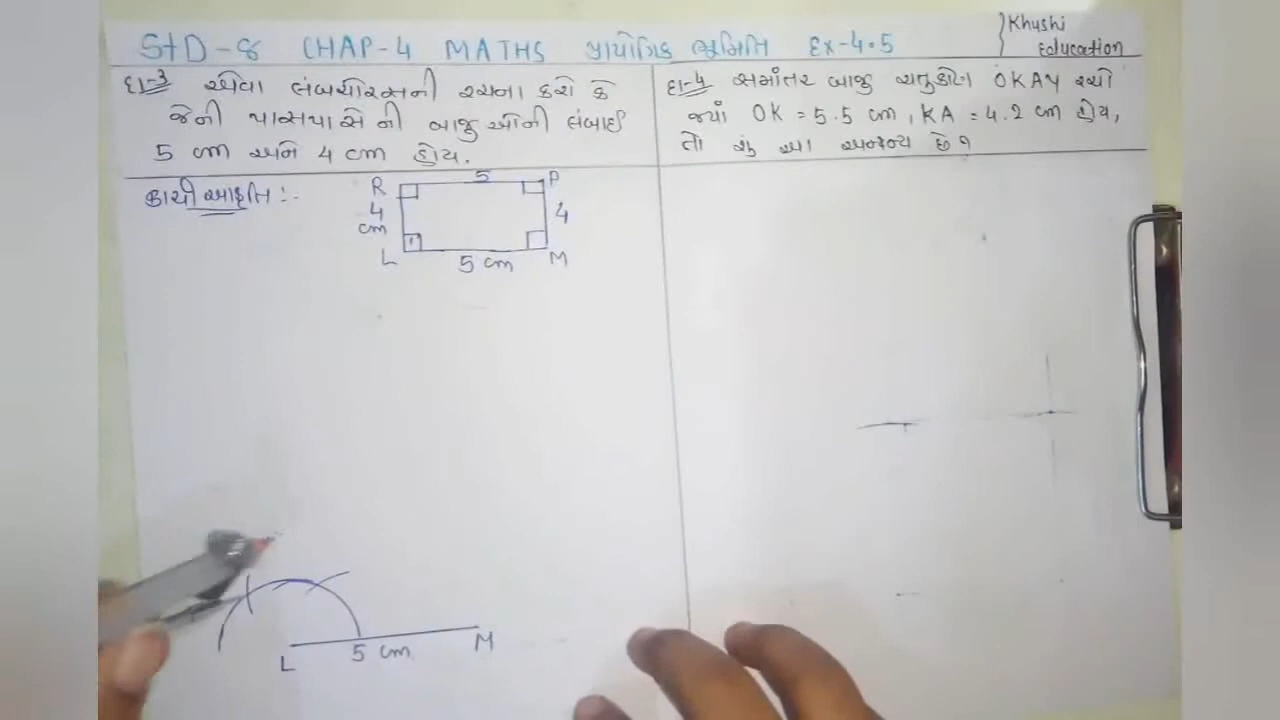 STD-8 CHAP-4 MATHS પ્રાયોગિક ભૂમિતિ Ex-4.5
Khushi
Education
દા-3 એવા લંબચોરસની રચના કરો કે
જેની પાસપાસેની બાજુઓની લંબાઈ
5 cm અને 4 cm હોય.
દા-4 સમાંતર બાજુ ચતુષ્કોણ OKAY રચો
જ્યાં OK = 5.5 cm, KA = 4.2 cm હોય,
તો શું આ અનન્ય છે?
કાચી આકૃતિ :-
R 5 P
4 cm 4
L 5 cm M
L 5 cm M